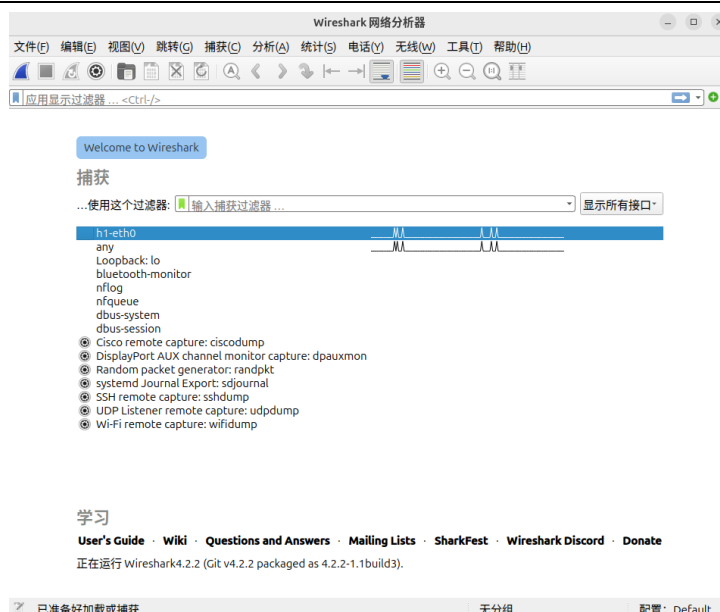 Wireshark 网络分析器
文件(F) 编辑(E) 视图(V) 跳转(G) 捕获(C) 分析(A) 统计(S) 电话(Y) 无线(W) 工具(T) 帮助(H)
应用显示过滤器 … <Ctrl-/>
Welcome to Wireshark
捕获
…使用这个过滤器: 输入捕获过滤器 … 显示所有接口
h1-eth0
any
Loopback: lo
bluetooth-monitor
nflog
nfqueue
dbus-system
dbus-session
Cisco remote capture: ciscodump
DisplayPort AUX channel monitor capture: dpauxmon
Random packet generator: randpkt
systemd Journal Export: sdjournal
SSH remote capture: sshdump
UDP Listener remote capture: udpdump
Wi-Fi remote capture: wifidump
学习
User's Guide · Wiki · Questions and Answers · Mailing Lists · SharkFest · Wireshark Discord · Donate
正在运行 Wireshark4.2.2 (Git v4.2.2 packaged as 4.2.2-1.1build3).
已准备好加载或捕获 无分组 配置: Default